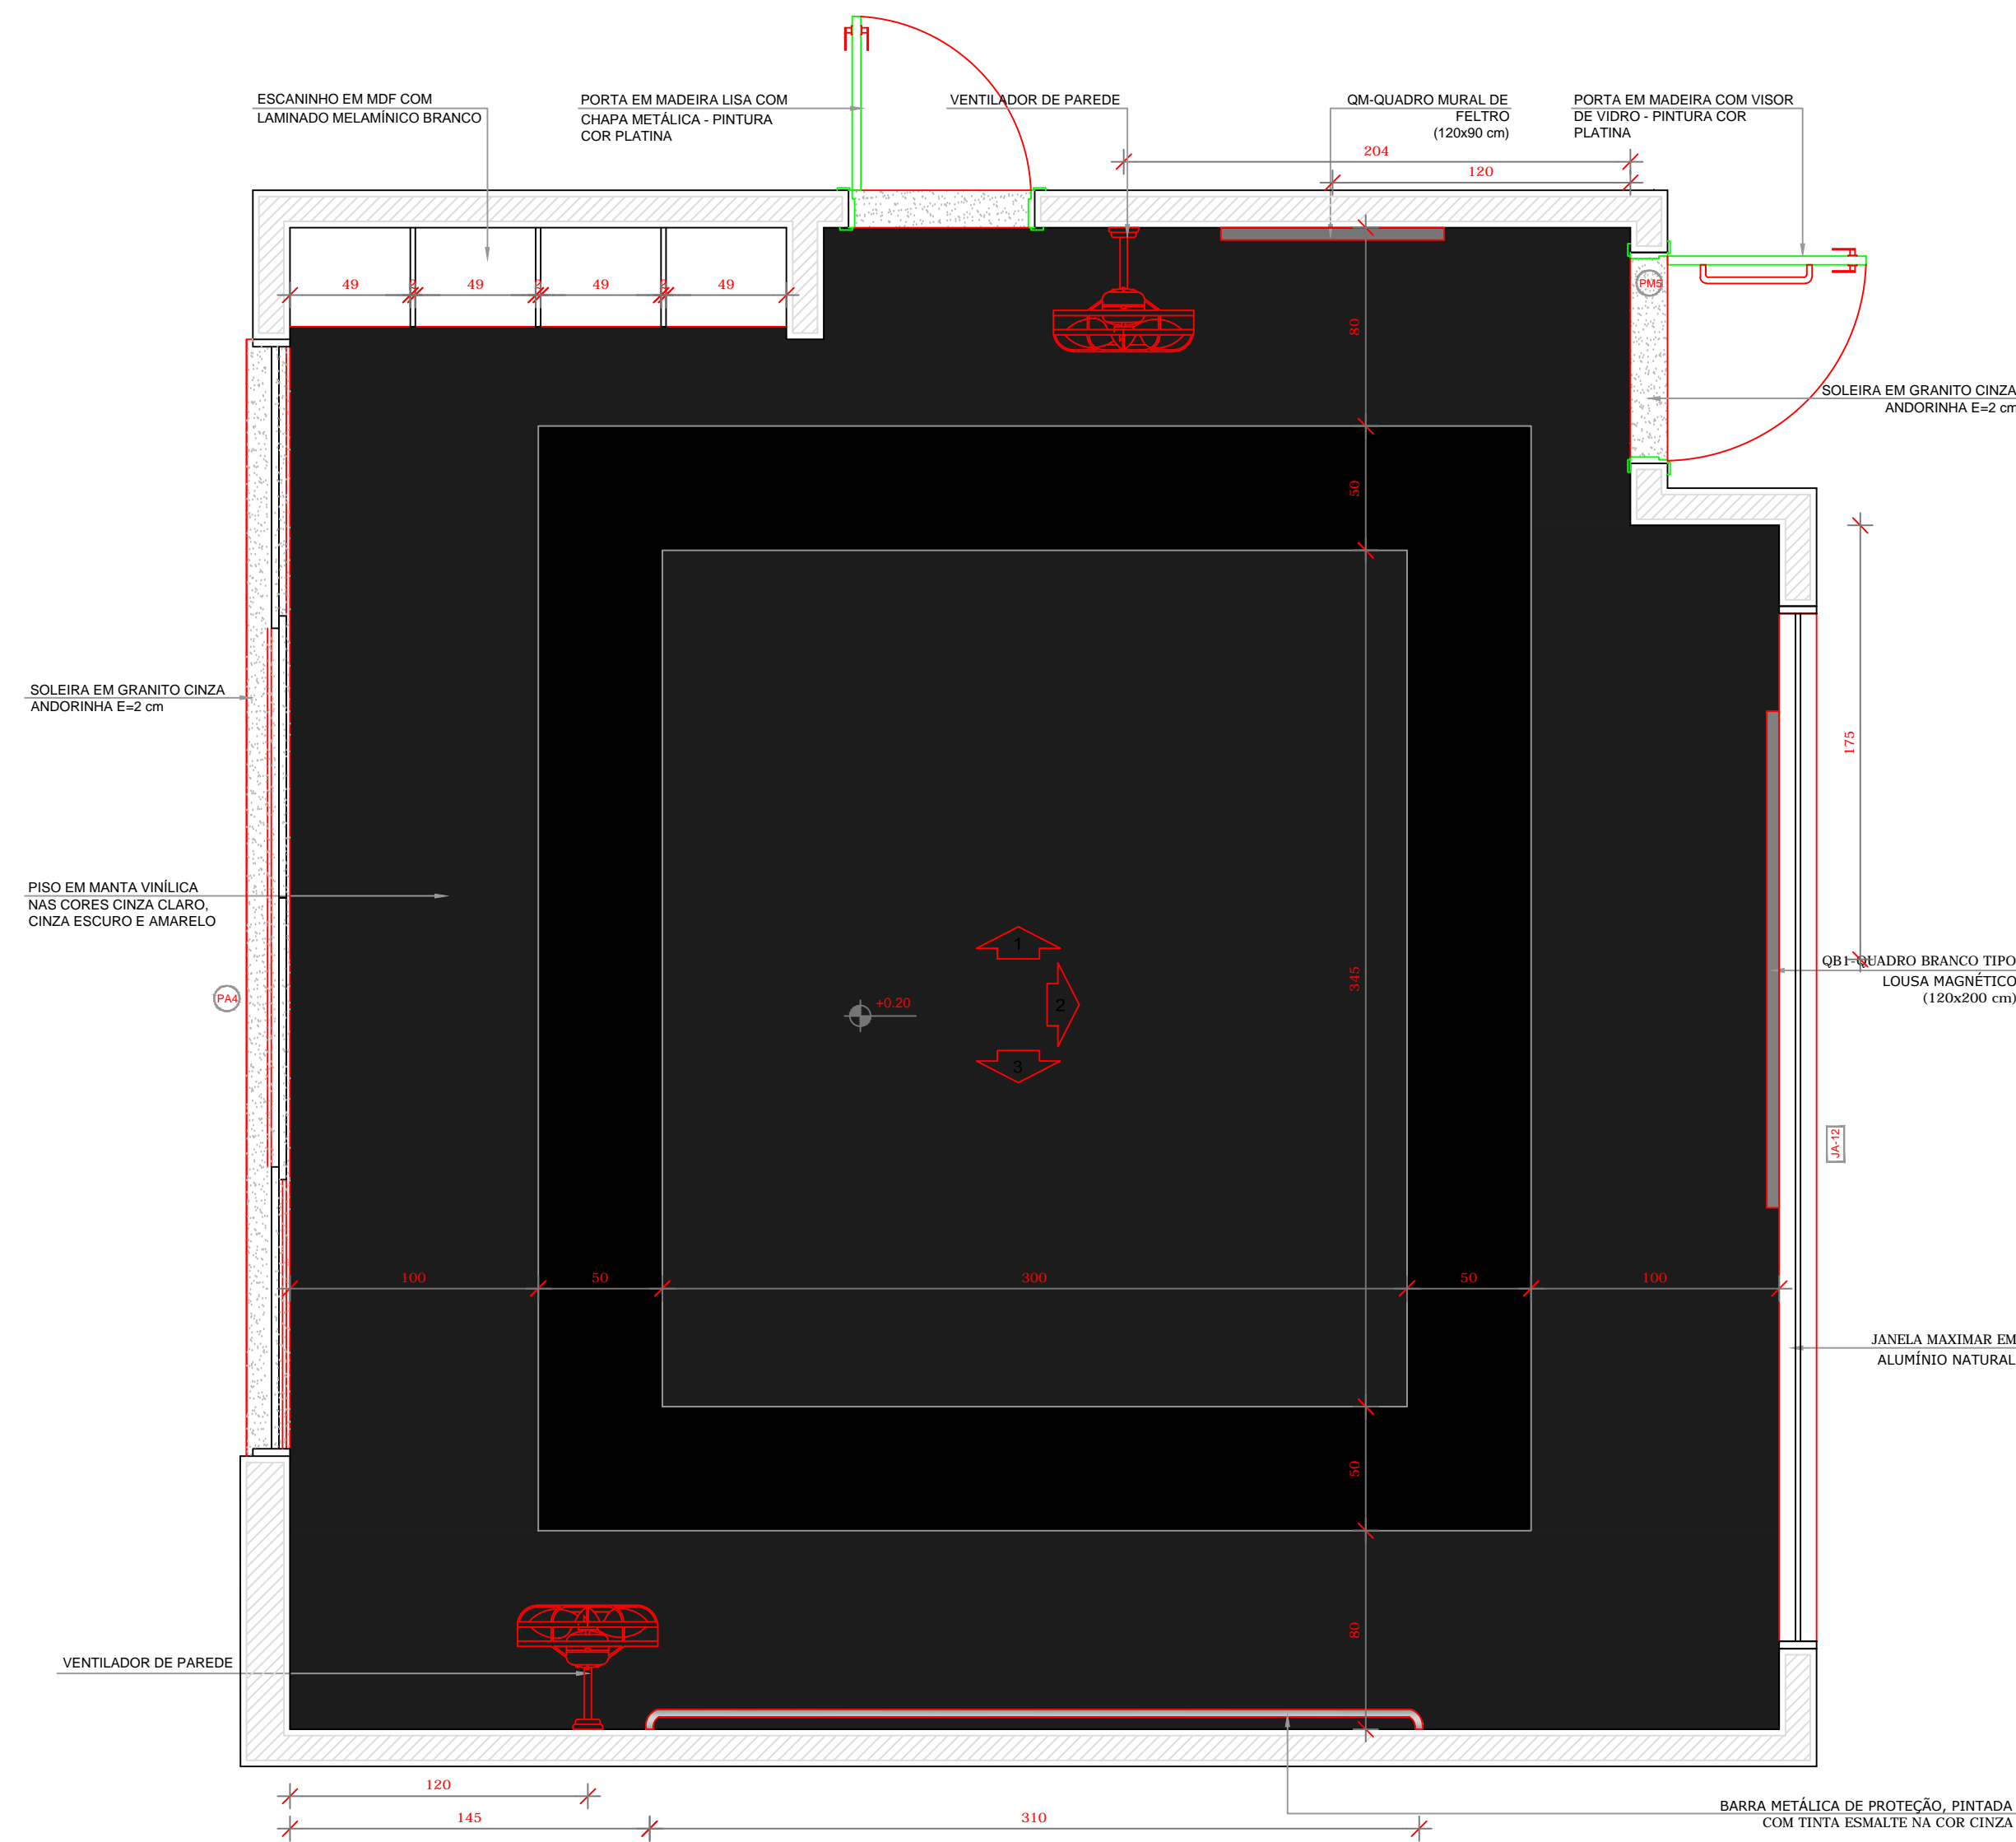 ESCANINHO EM MDF COM
LAMINADO MELAMÍNICO BRANCO
PORTA EM MADEIRA LISA COM
CHAPA METÁLICA - PINTURA
COR PLATINA
VENTILADOR DE PAREDE
QM-QUADRO MURAL DE
FELTRO
(120x90 cm)
PORTA EM MADEIRA COM VISOR
DE VIDRO - PINTURA COR
PLATINA
204
120
49
2
49
2
49
2
49
80
PM5
SOLEIRA EM GRANITO CINZA
ANDORINHA E=2 cm
50
SOLEIRA EM GRANITO CINZA
ANDORINHA E=2 cm
175
PISO EM MANTA VINÍLICA
NAS CORES CINZA CLARO,
CINZA ESCURO E AMARELO
1
2
3
345
QB1-QUADRO BRANCO TIPO
LOUSA MAGNÉTICO
(120x200 cm)
PA4
+0.20
JA-12
100
50
300
50
100
JANELA MAXIMAR EM
ALUMÍNIO NATURAL
50
80
VENTILADOR DE PAREDE
120
145
310
BARRA METÁLICA DE PROTEÇÃO, PINTADA
COM TINTA ESMALTE NA COR CINZA